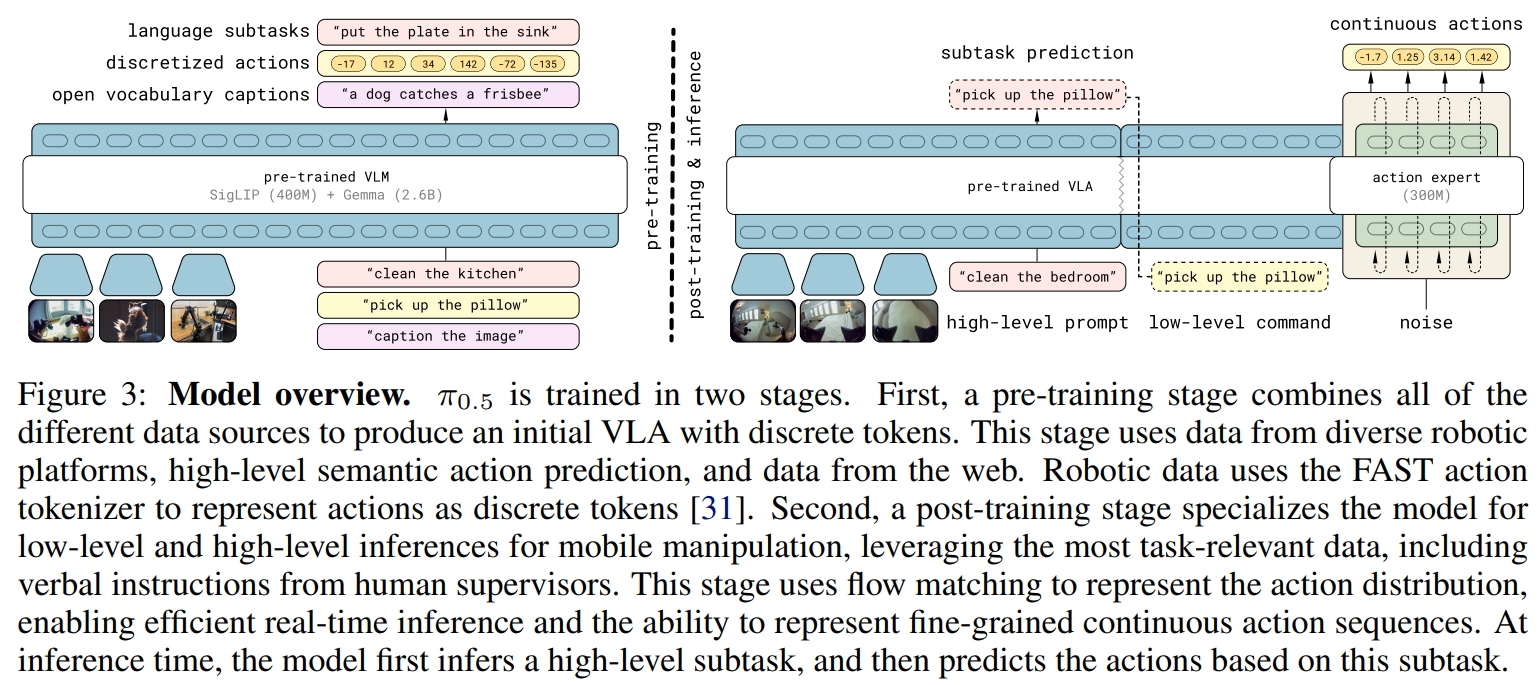 language subtasks
"put the plate in the sink"
discretized actions
-17 12 34 142 -72 -135
open vocabulary captions
"a dog catches a frisbee"
pre-trained VLM
SigLIP (400M) + Gemma (2.6B)
"clean the kitchen"
"pick up the pillow"
"caption the image"
pre-training
post-training & inference
subtask prediction
"pick up the pillow"
continuous actions
-1.7 1.25 3.14 1.42
pre-trained VLA
action expert
(300M)
"clean the bedroom"
"pick up the pillow"
high-level prompt
low-level command
noise
Figure 3: Model overview. π0.5 is trained in two stages. First, a pre-training stage combines all of the
different data sources to produce an initial VLA with discrete tokens. This stage uses data from diverse robotic
platforms, high-level semantic action prediction, and data from the web. Robotic data uses the FAST action
tokenizer to represent actions as discrete tokens [31]. Second, a post-training stage specializes the model for
low-level and high-level inferences for mobile manipulation, leveraging the most task-relevant data, including
verbal instructions from human supervisors. This stage uses flow matching to represent the action distribution,
enabling efficient real-time inference and the ability to represent fine-grained continuous action sequences. At
inference time, the model first infers a high-level subtask, and then predicts the actions based on this subtask.